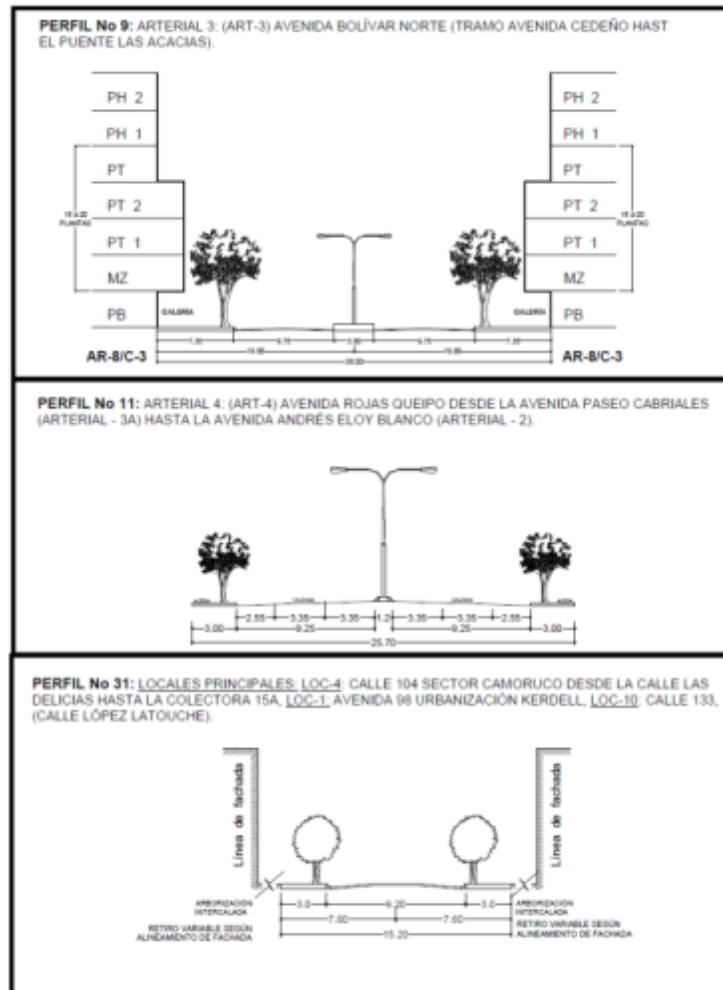 PERFIL No 9: ARTERIAL 3: (ART-3) AVENIDA BOLÍVAR NORTE (TRAMO AVENIDA CEDEÑO HAST
EL PUENTE LAS ACACIAS).
PH 2
PH 1
PT
PT 2
PT 1
MZ
PB
PLANTAS
GALERÍA
AR-8/C-3
PH 2
PH 1
PT
PT 2
PT 1
MZ
PB
PLANTAS
GALERÍA
AR-8/C-3
PERFIL No 11: ARTERIAL 4: (ART-4) AVENIDA ROJAS QUEIPO DESDE LA AVENIDA PASEO CABRIALES
(ARTERIAL - 3A) HASTA LA AVENIDA ANDRÉS ELOY BLANCO (ARTERIAL - 2).
2.55 3.35 3.35 1.2 3.35 3.35 2.55
3.00 9.25 9.25 3.00
25.70
PERFIL No 31: LOCALES PRINCIPALES: LOC-4: CALLE 104 SECTOR CAMORUCO DESDE LA CALLE LAS
DELICIAS HASTA LA COLECTORA 15A, LOC-1: AVENIDA 98 URBANIZACIÓN KERDELL, LOC-10: CALLE 133,
(CALLE LÓPEZ LATOUCHE).
Línea de fachada
Línea de fachada
ARBORIZACIÓN
INTERCALADA
3.0 9.20 3.0
ARBORIZACIÓN
INTERCALADA
7.60 7.60
RETIRO VARIABLE SEGÚN
ALINEAMIENTO DE FACHADA
15.20
RETIRO VARIABLE SEGÚN
ALINEAMIENTO DE FACHADA